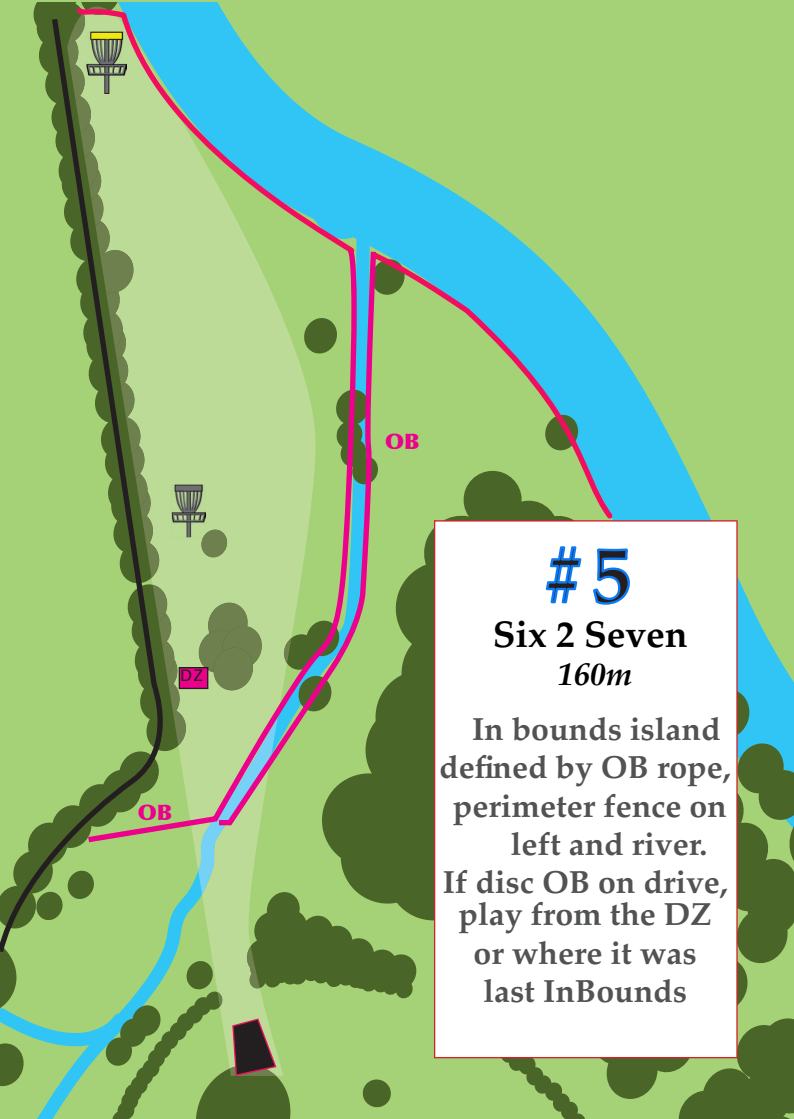 OB
DZ
OB
#5
Six 2 Seven
160m
In bounds island
defined by OB rope,
perimeter fence on
left and river.
If disc OB on drive,
play from the DZ
or where it was
last InBounds